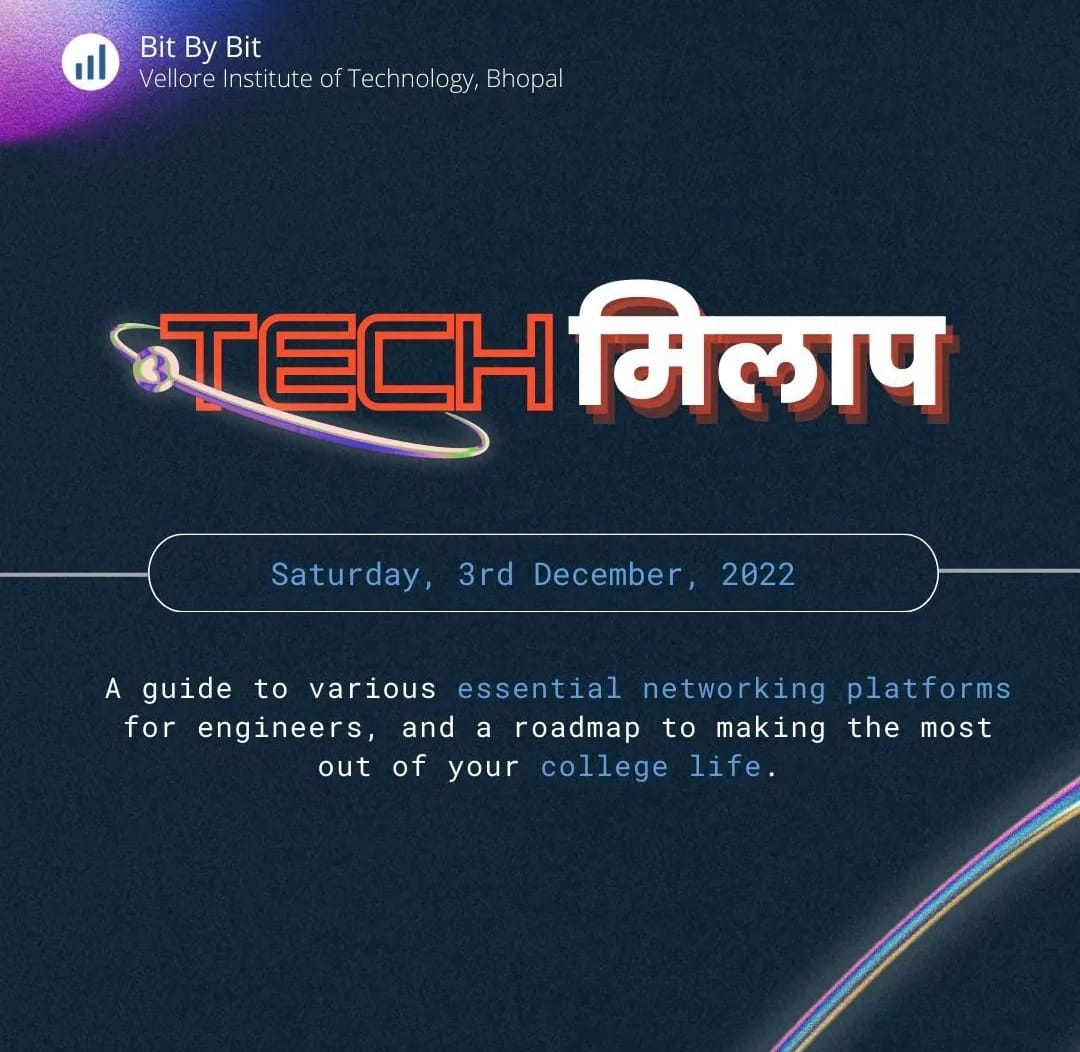 Bit By Bit
Vellore Institute of Technology, Bhopal
TECH मिलाप
Saturday, 3rd December, 2022
A guide to various essential networking platforms
for engineers, and a roadmap to making the most
out of your college life.